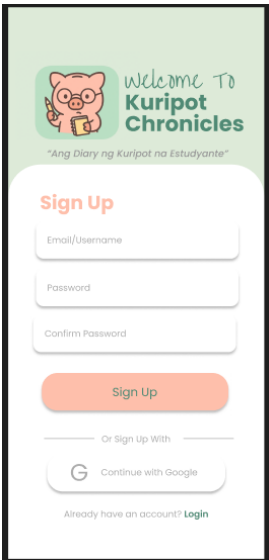 Welcome To
Kuripot
Chronicles
"Ang Diary ng Kuripot na Estudyante"
Sign Up
Email/Username
Password
Confirm Password
Sign Up
Or Sign Up With
G Continue with Google
Already have an account? Login